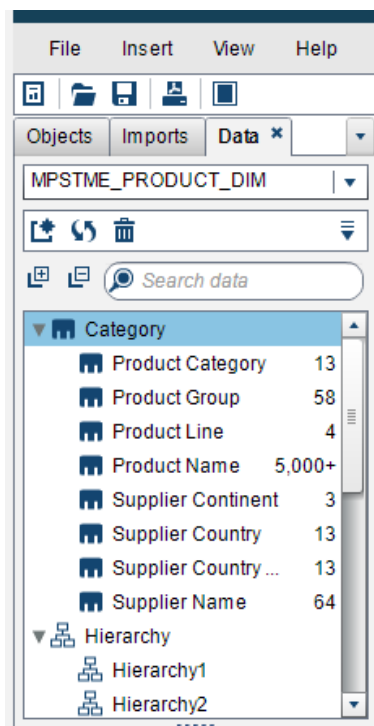 File Insert View Help
Objects Imports Data
MPSTME_PRODUCT_DIM
Search data
Category
Product Category 13
Product Group 58
Product Line 4
Product Name 5,000+
Supplier Continent 3
Supplier Country 13
Supplier Country ... 13
Supplier Name 64
Hierarchy
Hierarchy1
Hierarchy2